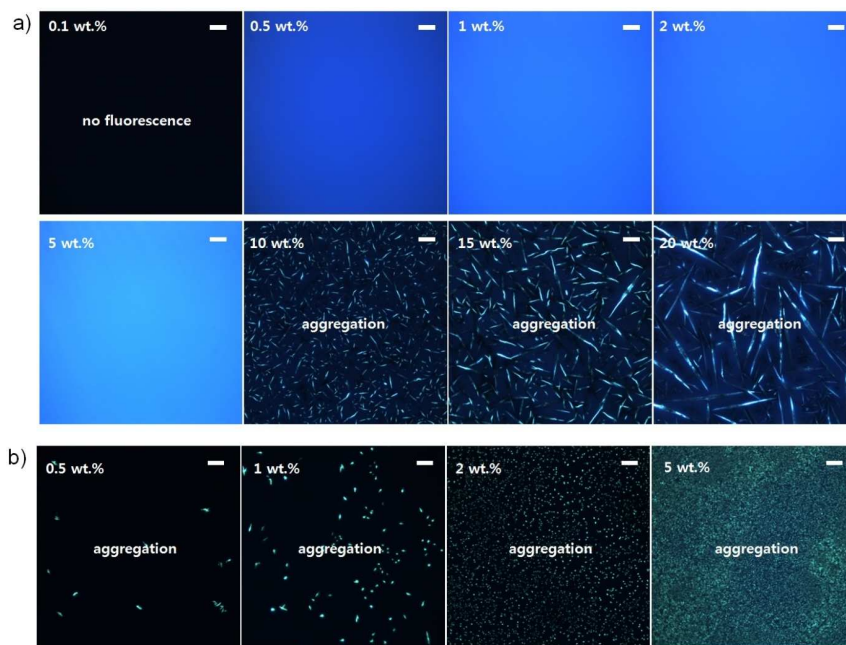 a)
0.1 wt.%
0.5 wt.%
1 wt.%
2 wt.%
no fluorescence
5 wt.%
10 wt.%
15 wt.%
20 wt.%
aggregation
aggregation
aggregation
b)
0.5 wt.%
1 wt.%
2 wt.%
5 wt.%
aggregation
aggregation
aggregation